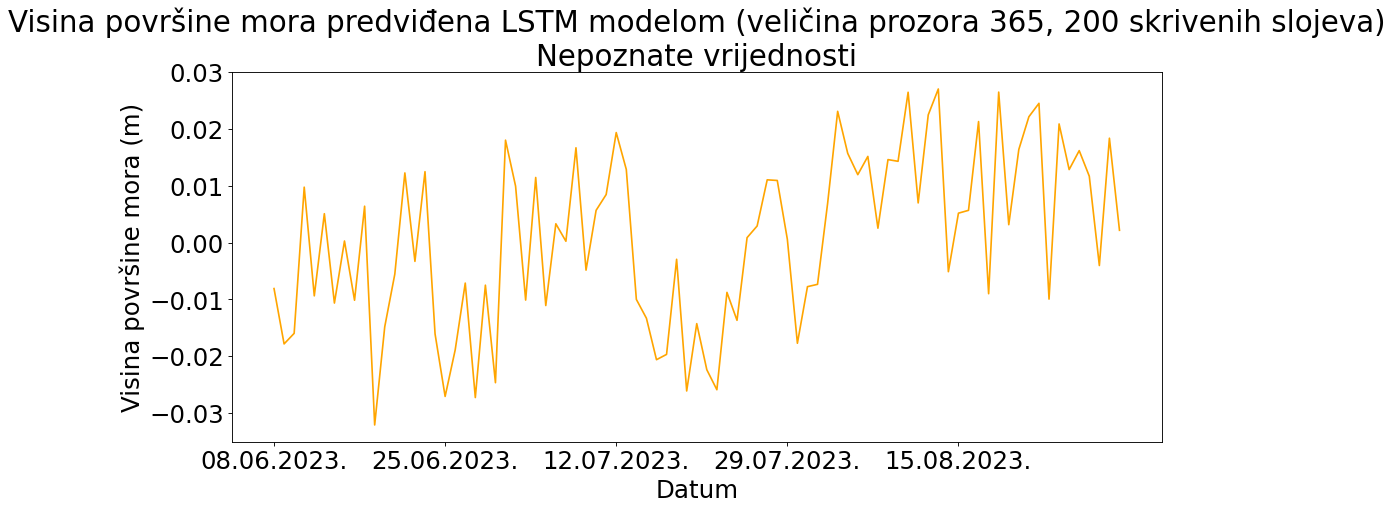 Visina površine mora predviđena LSTM modelom (veličina prozora 365, 200 skrivenih slojeva)
Nepoznate vrijednosti
0.03
0.02
0.01
0.00
−0.01
−0.02
−0.03
Visina površine mora (m)
08.06.2023. 25.06.2023. 12.07.2023. 29.07.2023. 15.08.2023.
Datum